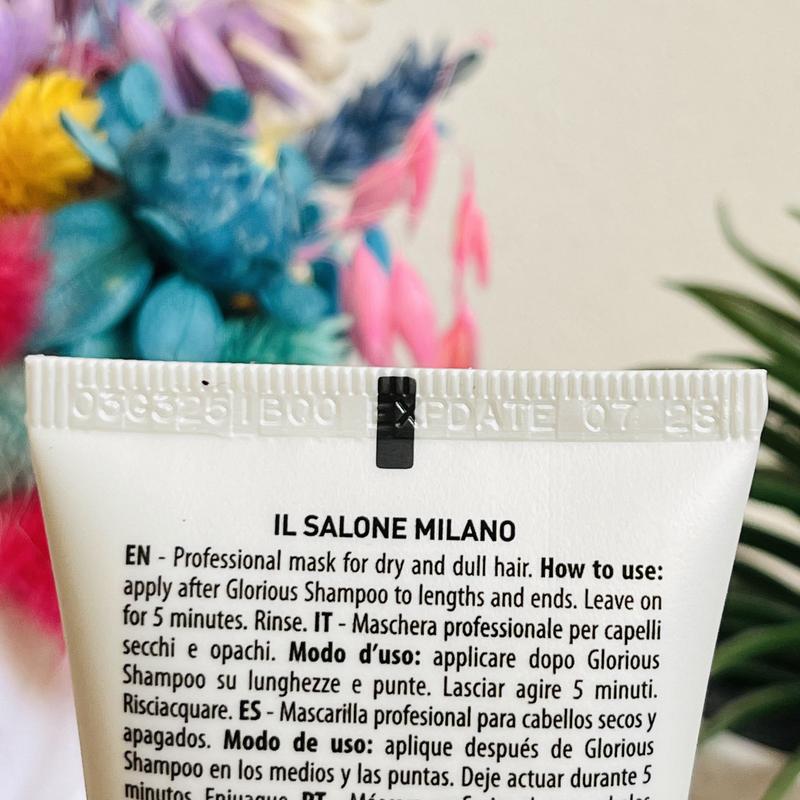 03G3251B00 EXPDATE 07 28
IL SALONE MILANO
EN - Professional mask for dry and dull hair. How to use:
apply after Glorious Shampoo to lengths and ends. Leave on
for 5 minutes. Rinse. IT - Maschera professionale per capelli
secchi e opachi. Modo d'uso: applicare dopo Glorious
Shampoo su lunghezze e punte. Lasciar agire 5 minuti.
Risciacquare. ES - Mascarilla profesional para cabellos secos y
apagados. Modo de uso: aplique después de Glorious
Shampoo en los medios y las puntas. Deje actuar durante 5
minutos. Enjuague. PT -